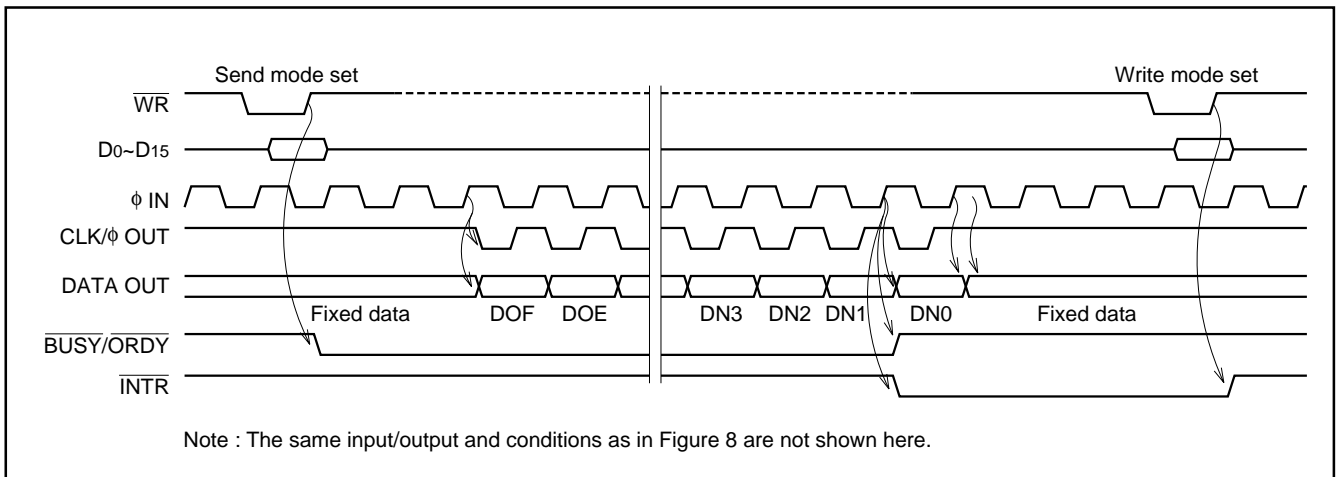 Send mode set Write mode set
WR
D0~D15
ϕ IN
CLK/ϕ OUT
DATA OUT
Fixed data DOF DOE DN3 DN2 DN1 DN0 Fixed data
BUSY/ORDY
INTR
Note : The same input/output and conditions as in Figure 8 are not shown here.